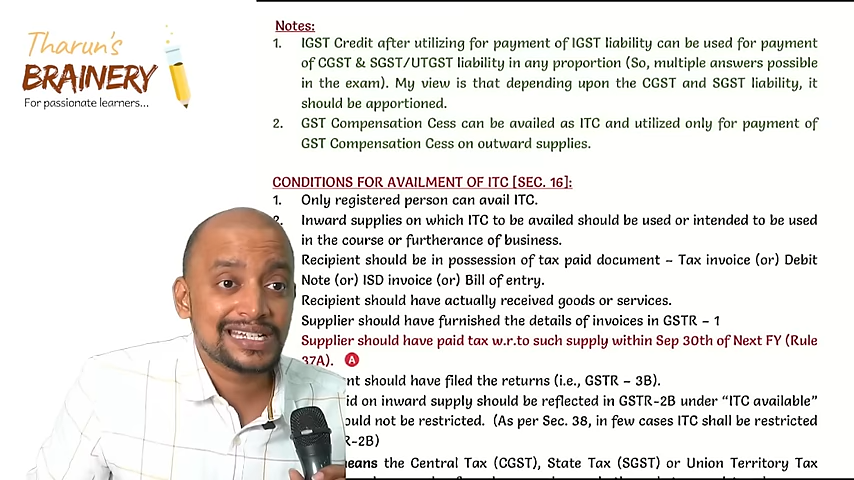 Tharun's
BRAINERY
For passionate learners...
Notes:
1. IGST Credit after utilizing for payment of IGST liability can be used for payment
of CGST & SGST/UTGST liability in any proportion (So, multiple answers possible
in the exam). My view is that depending upon the CGST and SGST liability, it
should be apportioned.
2. GST Compensation Cess can be availed as ITC and utilized only for payment of
GST Compensation Cess on outward supplies.
CONDITIONS FOR AVAILMENT OF ITC [SEC. 16]:
1. Only registered person can avail ITC.
2. Inward supplies on which ITC to be availed should be used or intended to be used
in the course or furtherance of business.
Recipient should be in possession of tax paid document – Tax invoice (or) Debit
Note (or) ISD invoice (or) Bill of entry.
Recipient should have actually received goods or services.
Supplier should have furnished the details of invoices in GSTR – 1
Supplier should have paid tax w.r.to such supply within Sep 30th of Next FY (Rule
37A). A
nt should have filed the returns (i.e., GSTR – 3B).
id on inward supply should be reflected in GSTR-2B under “ITC available”
ould not be restricted. (As per Sec. 38, in few cases ITC shall be restricted
R-2B)
eans the Central Tax (CGST), State Tax (SGST) or Union Territory Tax